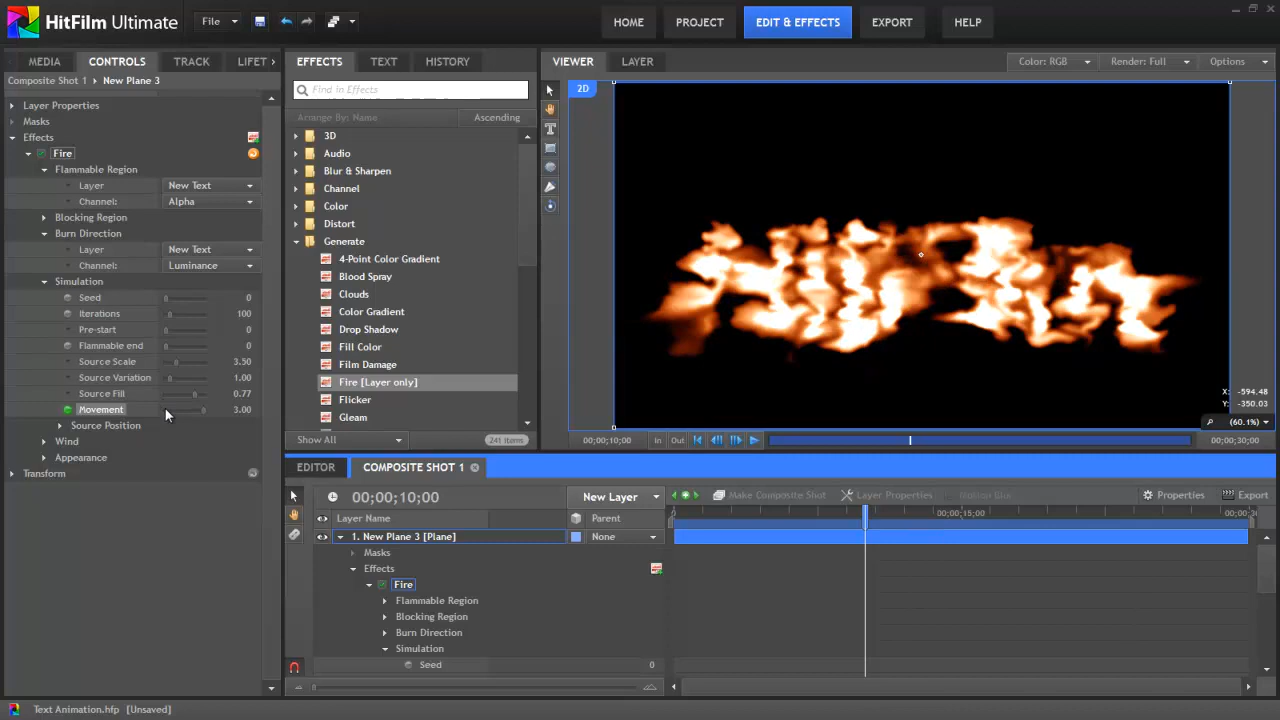 HitFilm Ultimate
File
HOME
PROJECT
EDIT & EFFECTS
EXPORT
HELP
MEDIA
CONTROLS
TRACK
LIFET
Composite Shot 1 New Plane 3
Layer Properties
Masks
Effects
Fire
Flammable Region
Layer New Text
Channel: Alpha
Blocking Region
Burn Direction
Layer New Text
Channel: Luminance
Simulation
Seed 0
Iterations 100
Pre-start 0
Flammable end 0
Source Scale 3.50
Source Variation 1.00
Source Fill 0.77
Movement 3.00
Source Position
Wind
Appearance
Transform
EFFECTS
TEXT
HISTORY
Find in Effects
Arrange By: Name
Ascending
3D
Audio
Blur & Sharpen
Channel
Color
Distort
Generate
4-Point Color Gradient
Blood Spray
Clouds
Color Gradient
Drop Shadow
Fill Color
Film Damage
Fire [Layer only]
Flicker
Gleam
Show All
241 items
VIEWER
LAYER
Color: RGB
Render: Full
Options
2D
X:
-594.48
Y:
-350.03
(60.1%)
00;00;10;00
In
Out
00;00;30;00
EDITOR
COMPOSITE SHOT 1
00;00;10;00
New Layer
Make Composite Shot
Layer Properties
Motion Blur
Properties
Export
Layer Name
Parent
0
00;00;15;00
00;00;30
1. New Plane 3 [Plane]
None
Masks
Effects
Fire
Flammable Region
Blocking Region
Burn Direction
Simulation
Seed 0
Text Animation.hfp [Unsaved]